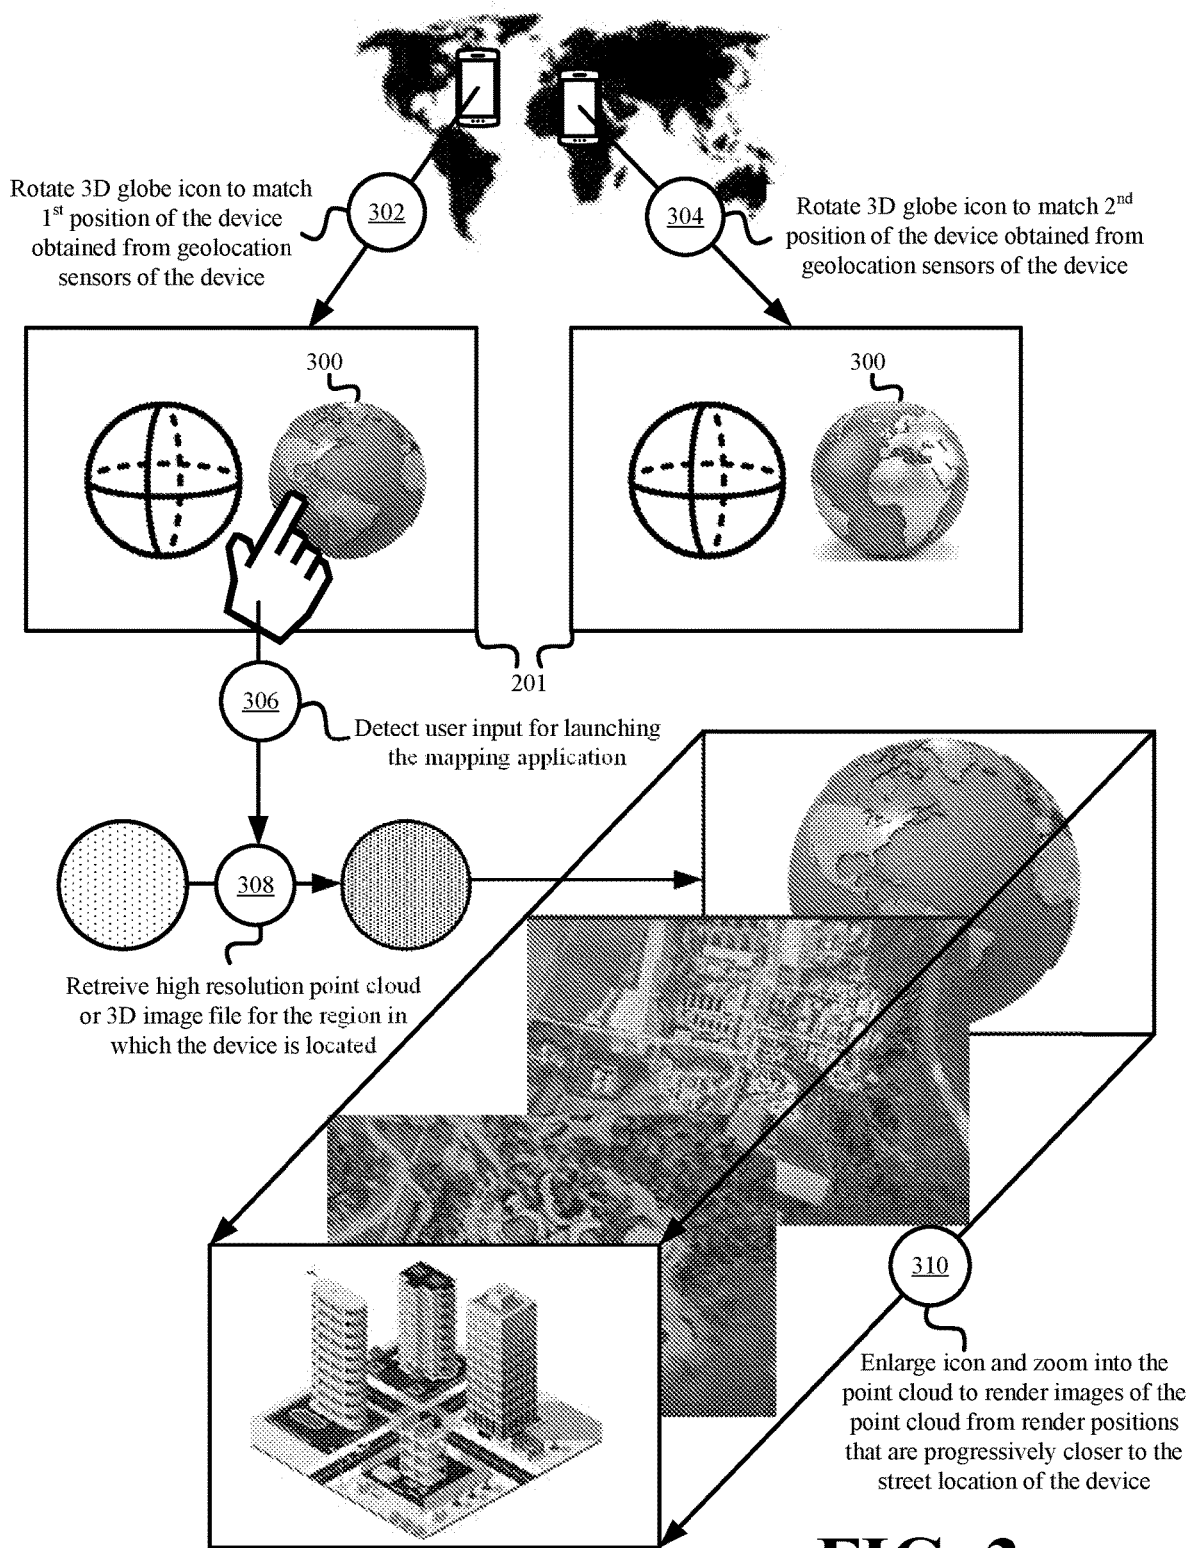 Rotate 3D globe icon to match
1st position of the device
obtained from geolocation
sensors of the device
302
304
Rotate 3D globe icon to match 2nd
position of the device obtained from
geolocation sensors of the device
300
300
201
306
Detect user input for launching
the mapping application
308
Retreive high resolution point cloud
or 3D image file for the region in
which the device is located
310
Enlarge icon and zoom into the
point cloud to render images of the
point cloud from render positions
that are progressively closer to the
street location of the device
FIG.